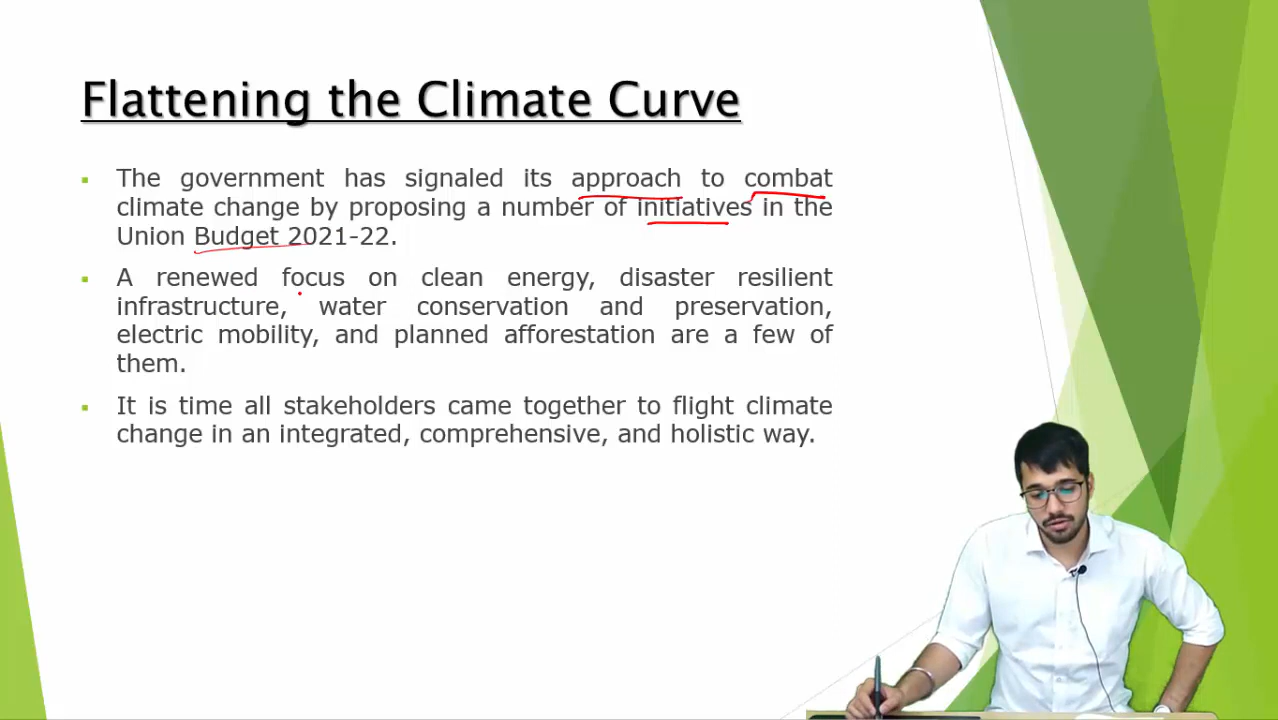 Flattening the Climate Curve
The government has signaled its approach to combat
climate change by proposing a number of initiatives in the
Union Budget 2021-22.
A renewed focus on clean energy, disaster resilient
infrastructure, water conservation and preservation,
electric mobility, and planned afforestation are a few of
them.
It is time all stakeholders came together to flight climate
change in an integrated, comprehensive, and holistic way.